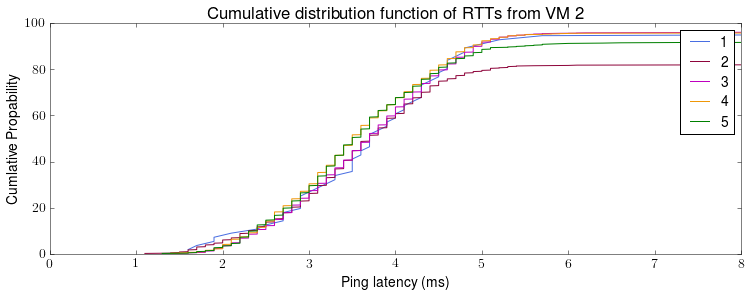 Cumulative distribution function of RTTs from VM 2
100
80
60
40
20
0
Cumlative Propability
0 1 2 3 4 5 6 7 8
Ping latency (ms)
1
2
3
4
5